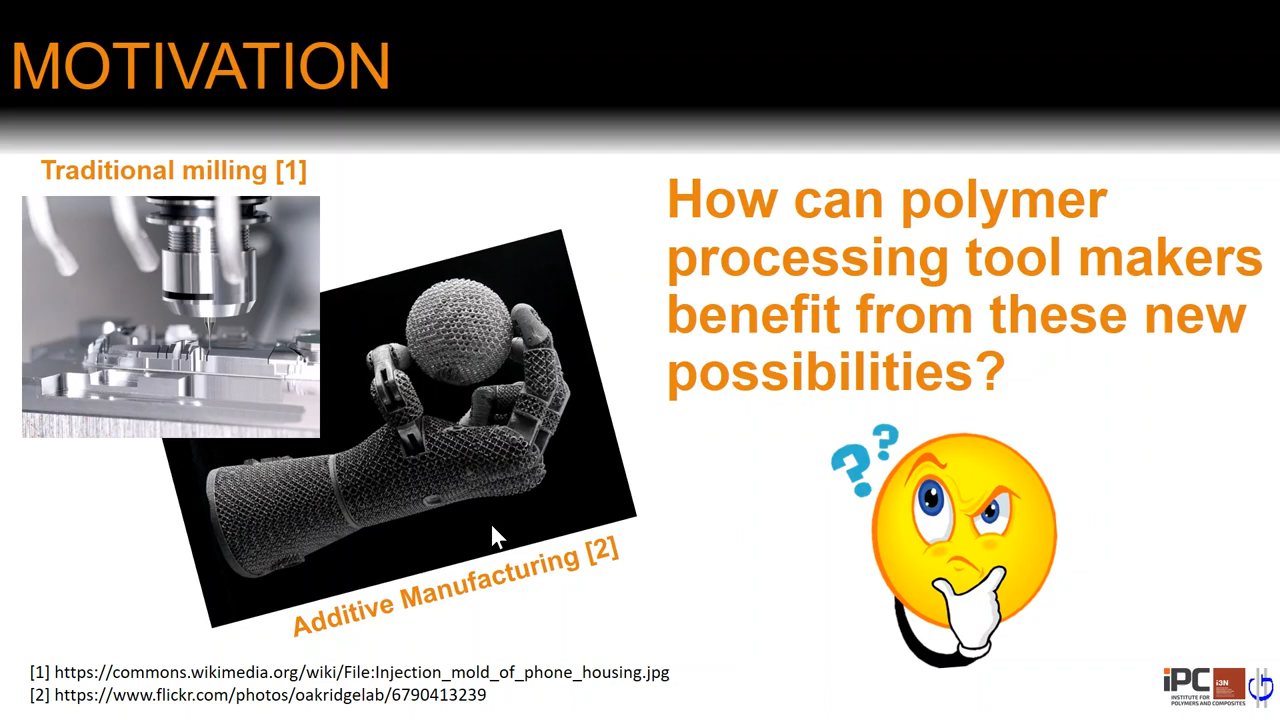 MOTIVATION
Traditional milling [1]
How can polymer
processing tool makers
benefit from these new
possibilities?
? ?
Additive Manufacturing [2]
[1] https://commons.wikimedia.org/wiki/File:Injection_mold_of_phone_housing.jpg
[2] https://www.flickr.com/photos/oakridgelab/6790413239
iPC
i3N
INSTITUTE FOR
POLYMERS AND COMPOSITES